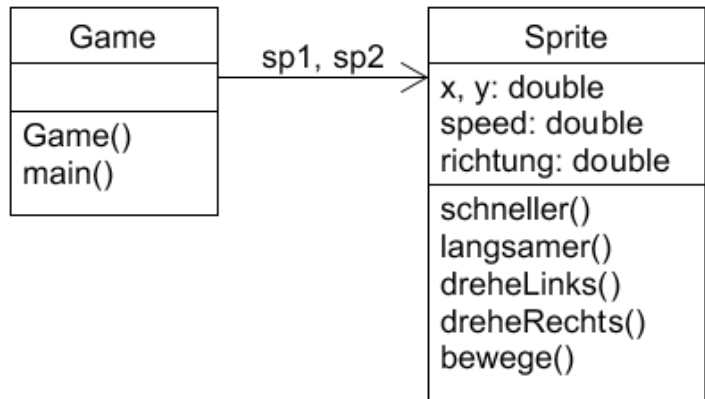 Game
Game()
main()
sp1, sp2
Sprite
x, y: double
speed: double
richtung: double
schneller()
langsamer()
dreheLinks()
dreheRechts()
bewege()